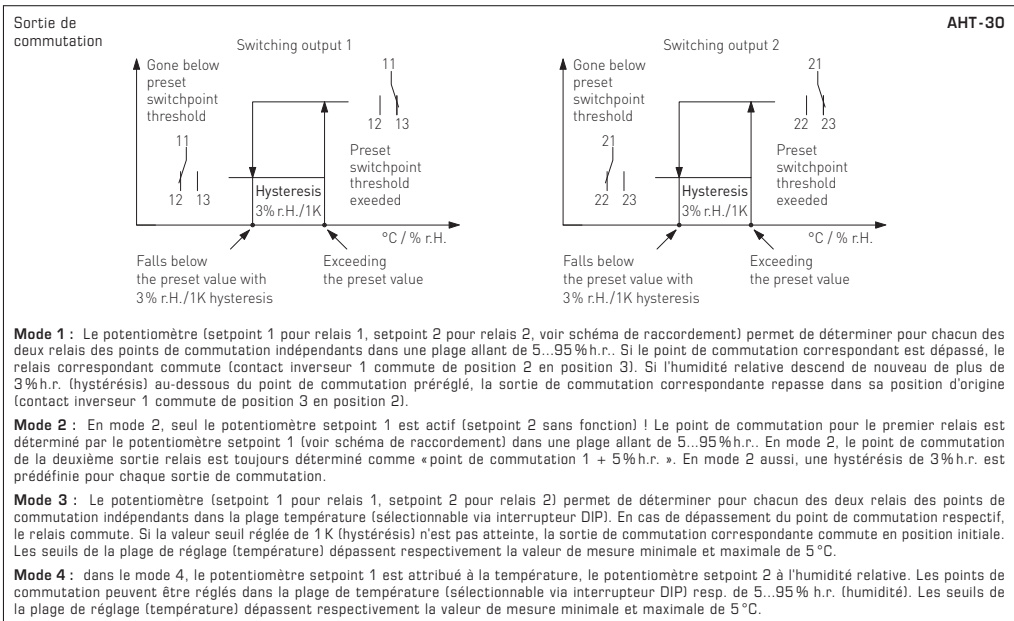 Sortie de
commutation
AHT-30
Switching output 1
Gone below
preset
switchpoint
threshold
11
12 13
11
12 13
Preset
switchpoint
threshold
exeeded
Hysteresis
3% r.H./1K
°C / % r.H.
Falls below
the preset value with
3% r.H./1K hysteresis
Exceeding
the preset value
Switching output 2
Gone below
preset
switchpoint
threshold
21
22 23
21
22 23
Preset
switchpoint
threshold
exeeded
Hysteresis
3% r.H./1K
°C / % r.H.
Falls below
the preset value with
3% r.H./1K hysteresis
Exceeding
the preset value
Mode 1 : Le potentiomètre (setpoint 1 pour relais 1, setpoint 2 pour relais 2, voir schéma de raccordement) permet de déterminer pour chacun des
deux relais des points de commutation indépendants dans une plage allant de 5...95 % h.r.. Si le point de commutation correspondant est dépassé, le
relais correspondant commute (contact inverseur 1 commute de position 2 en position 3). Si l'humidité relative descend de nouveau de plus de
3 % h.r. (hystérésis) au-dessous du point de commutation préréglé, la sortie de commutation correspondante repasse dans sa position d'origine
(contact inverseur 1 commute de position 3 en position 2).
Mode 2 : En mode 2, seul le potentiomètre setpoint 1 est actif (setpoint 2 sans fonction) ! Le point de commutation pour le premier relais est
déterminé par le potentiomètre setpoint 1 (voir schéma de raccordement) dans une plage allant de 5...95 % h.r.. En mode 2, le point de commutation
de la deuxième sortie relais est toujours déterminé comme « point de commutation 1 + 5 % h.r. ». En mode 2 aussi, une hystérésis de 3 % h.r. est
prédéfinie pour chaque sortie de commutation.
Mode 3 : Le potentiomètre (setpoint 1 pour relais 1, setpoint 2 pour relais 2) permet de déterminer pour chacun des deux relais des points de
commutation indépendants dans la plage température (sélectionnable via interrupteur DIP). En cas de dépassement du point de commutation respectif,
le relais commute. Si la valeur seuil réglée de 1 K (hystérésis) n'est pas atteinte, la sortie de commutation correspondante commute en position initiale.
Les seuils de la plage de réglage (température) dépassent respectivement la valeur de mesure minimale et maximale de 5 °C.
Mode 4 : dans le mode 4, le potentiomètre setpoint 1 est attribué à la température, le potentiomètre setpoint 2 à l'humidité relative. Les points de
commutation peuvent être réglés dans la plage de température (sélectionnable via interrupteur DIP) resp. de 5...95 % h.r. (humidité). Les seuils de
la plage de réglage (température) dépassent respectivement la valeur de mesure minimale et maximale de 5 °C.